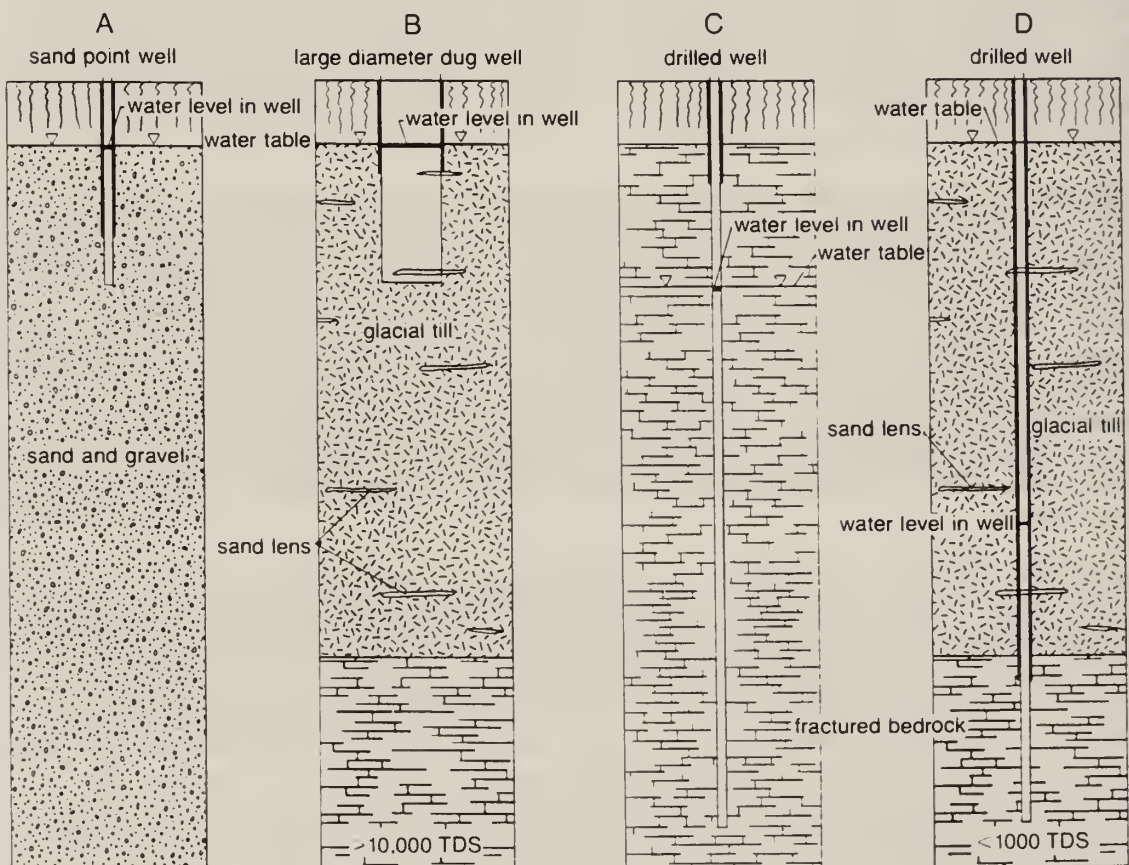 A
sand point well
water level in well
water table
sand and gravel
B
large diameter dug well
water level in well
glacial till
sand lens
>10,000 TDS
C
drilled well
water level in well
water table
fractured bedrock
D
drilled well
water table
sand lens
glacial till
water level in well
<1000 TDS